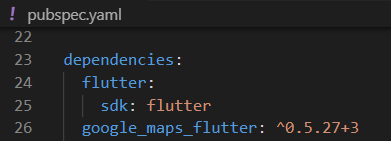 ! pubspec.yaml
22
23 dependencies:
24   flutter:
25     sdk: flutter
26   google_maps_flutter: ^0.5.27+3